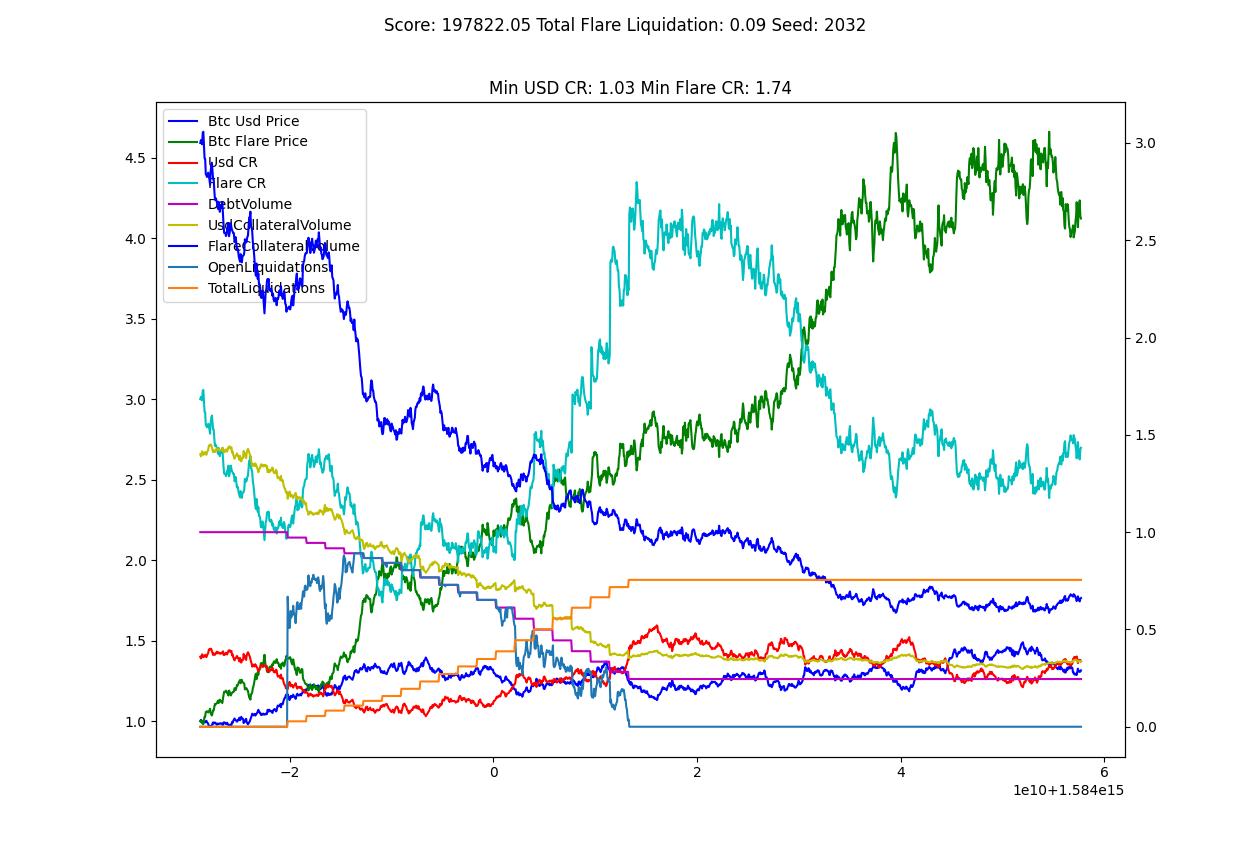 Score: 197822.05 Total Flare Liquidation: 0.09 Seed: 2032
Min USD CR: 1.03 Min Flare CR: 1.74
Btc Usd Price
Btc Flare Price
Usd CR
Flare CR
DebtVolume
UsdCollateralVolume
FlareCollateralVolume
OpenLiquidations
TotalLiquidations
4.5
4.0
3.5
3.0
2.5
2.0
1.5
1.0
3.0
2.5
2.0
1.5
1.0
0.5
0.0
−2 0 2 4 6
1e10+1.584e15